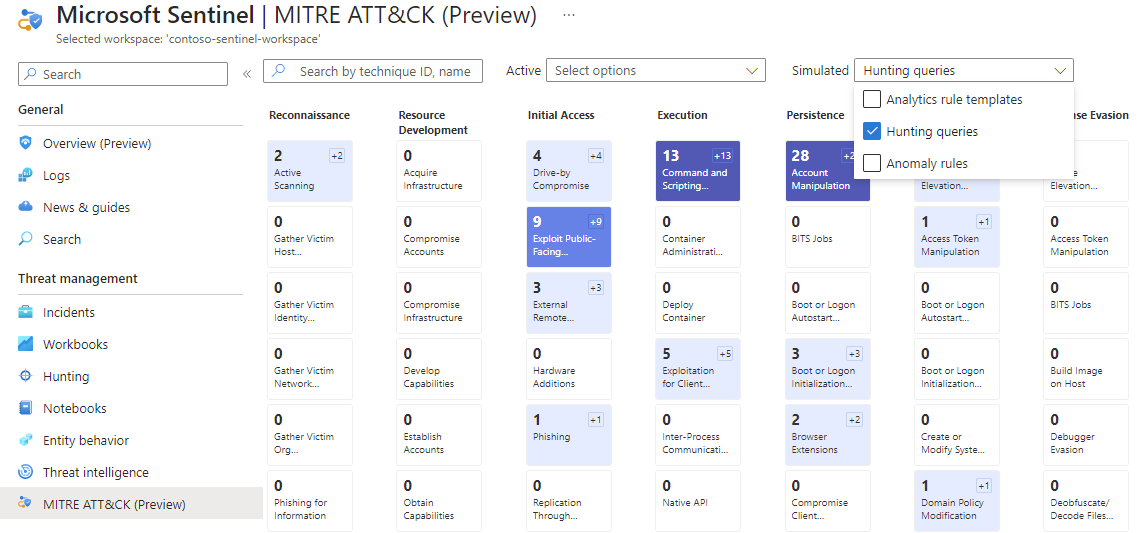 Microsoft Sentinel | MITRE ATT&CK (Preview) ...
Selected workspace: 'contoso-sentinel-workspace'
Search
«
Search by technique ID, name
Active
Select options
Simulated
Hunting queries
Analytics rule templates
Hunting queries
Anomaly rules
General
Overview (Preview)
Logs
News & guides
Search
Threat management
Incidents
Workbooks
Hunting
Notebooks
Entity behavior
Threat intelligence
MITRE ATT&CK (Preview)
Reconnaissance
2 +2
Active
Scanning
0
Gather Victim
Host...
0
Gather Victim
Identity...
0
Gather Victim
Network...
0
Gather Victim
Org...
0
Phishing for
Information
Resource
Development
0
Acquire
Infrastructure
0
Compromise
Accounts
0
Compromise
Infrastructure
0
Develop
Capabilities
0
Establish
Accounts
0
Obtain
Capabilities
Initial Access
4 +4
Drive-by
Compromise
9 +9
Exploit Public-
Facing...
3 +3
External
Remote...
0
Hardware
Additions
1 +1
Phishing
0
Replication
Through...
Execution
13 +13
Command and
Scripting...
0
Container
Administrati...
0
Deploy
Container
5 +5
Exploitation
for Client...
0
Inter-Process
Communicati...
0
Native API
Persistence
28
Account
Manipulation
0
BITS Jobs
0
Boot or Logon
Autostart...
3 +3
Boot or Logon
Initialization...
2 +2
Browser
Extensions
0
Compromise
Client...
Elevation...
1 +1
Access Token
Manipulation
0
Boot or Logon
Autostart...
0
Boot or Logon
Initialization...
0
Create or
Modify Syste...
1 +1
Domain Policy
Modification
Evasion
Elevation...
0
Access Token
Manipulation
0
BITS Jobs
0
Build Image
on Host
0
Debugger
Evasion
0
Deobfuscate/
Decode Files...